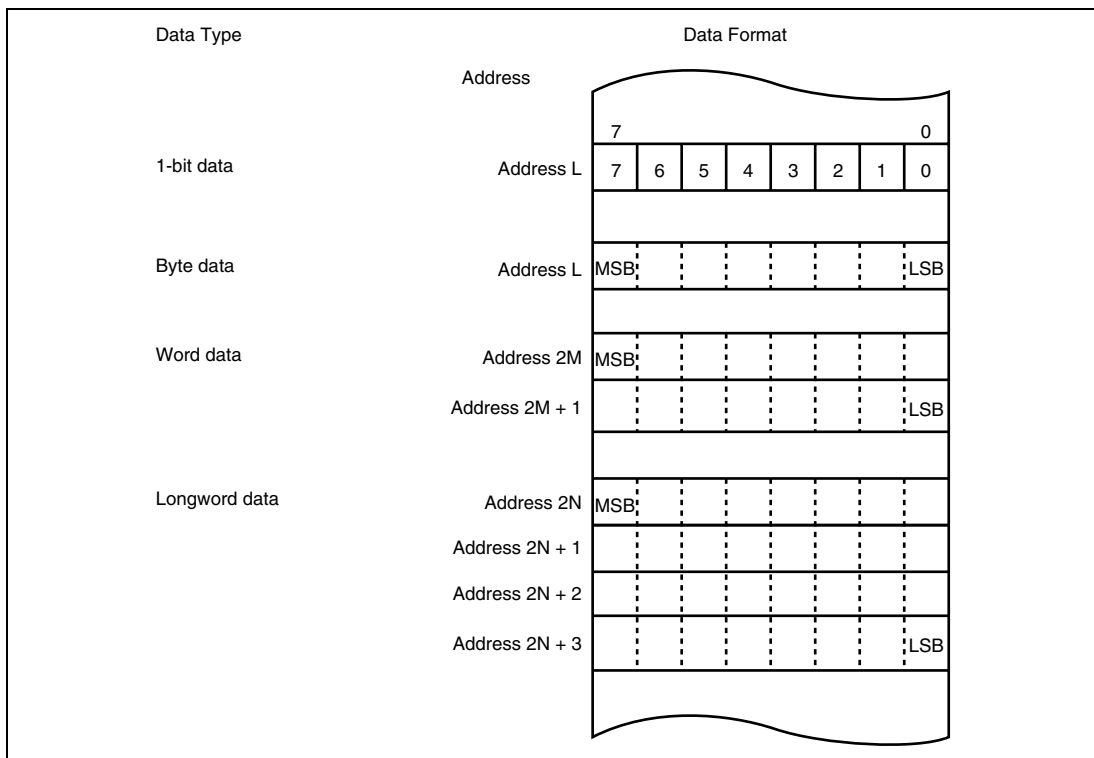 Data Type Data Format
Address
7 0
1-bit data Address L 7 6 5 4 3 2 1 0
Byte data Address L MSB LSB
Word data Address 2M MSB
Address 2M + 1 LSB
Longword data Address 2N MSB
Address 2N + 1
Address 2N + 2
Address 2N + 3 LSB